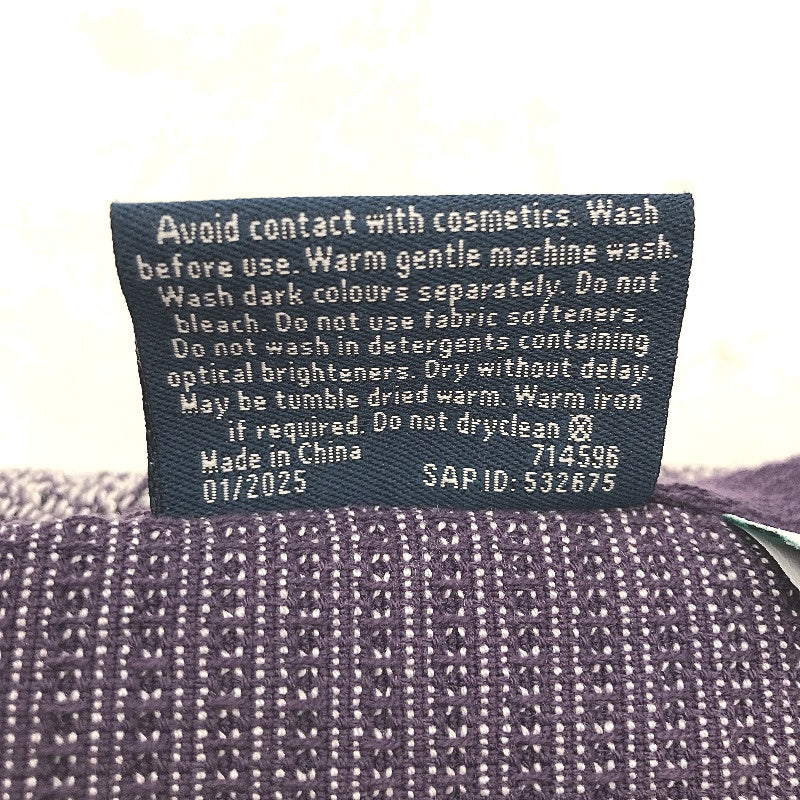 Avoid contact with cosmetics. Wash
before use. Warm gentle machine wash.
Wash dark colours separately. Do not
bleach. Do not use fabric softeners.
Do not wash in detergents containing
optical brighteners. Dry without delay.
May be tumble dried warm. Warm iron
if required. Do not dryclean
Made in China 714596
01/2025 SAP ID: 532675